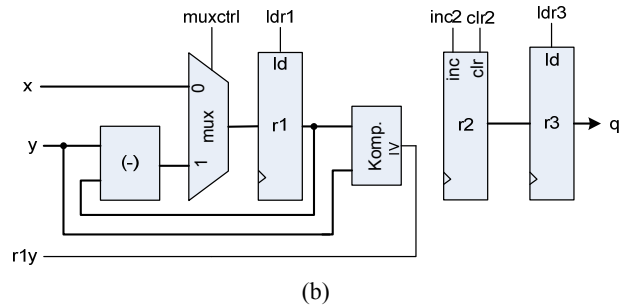 muxctrl
ldr1
inc2 clr2
ldr3
x
0
mux
1
ld
r1
Komp.
≥
inc
clr
r2
ld
r3
q
y
(-)
r1y
(b)